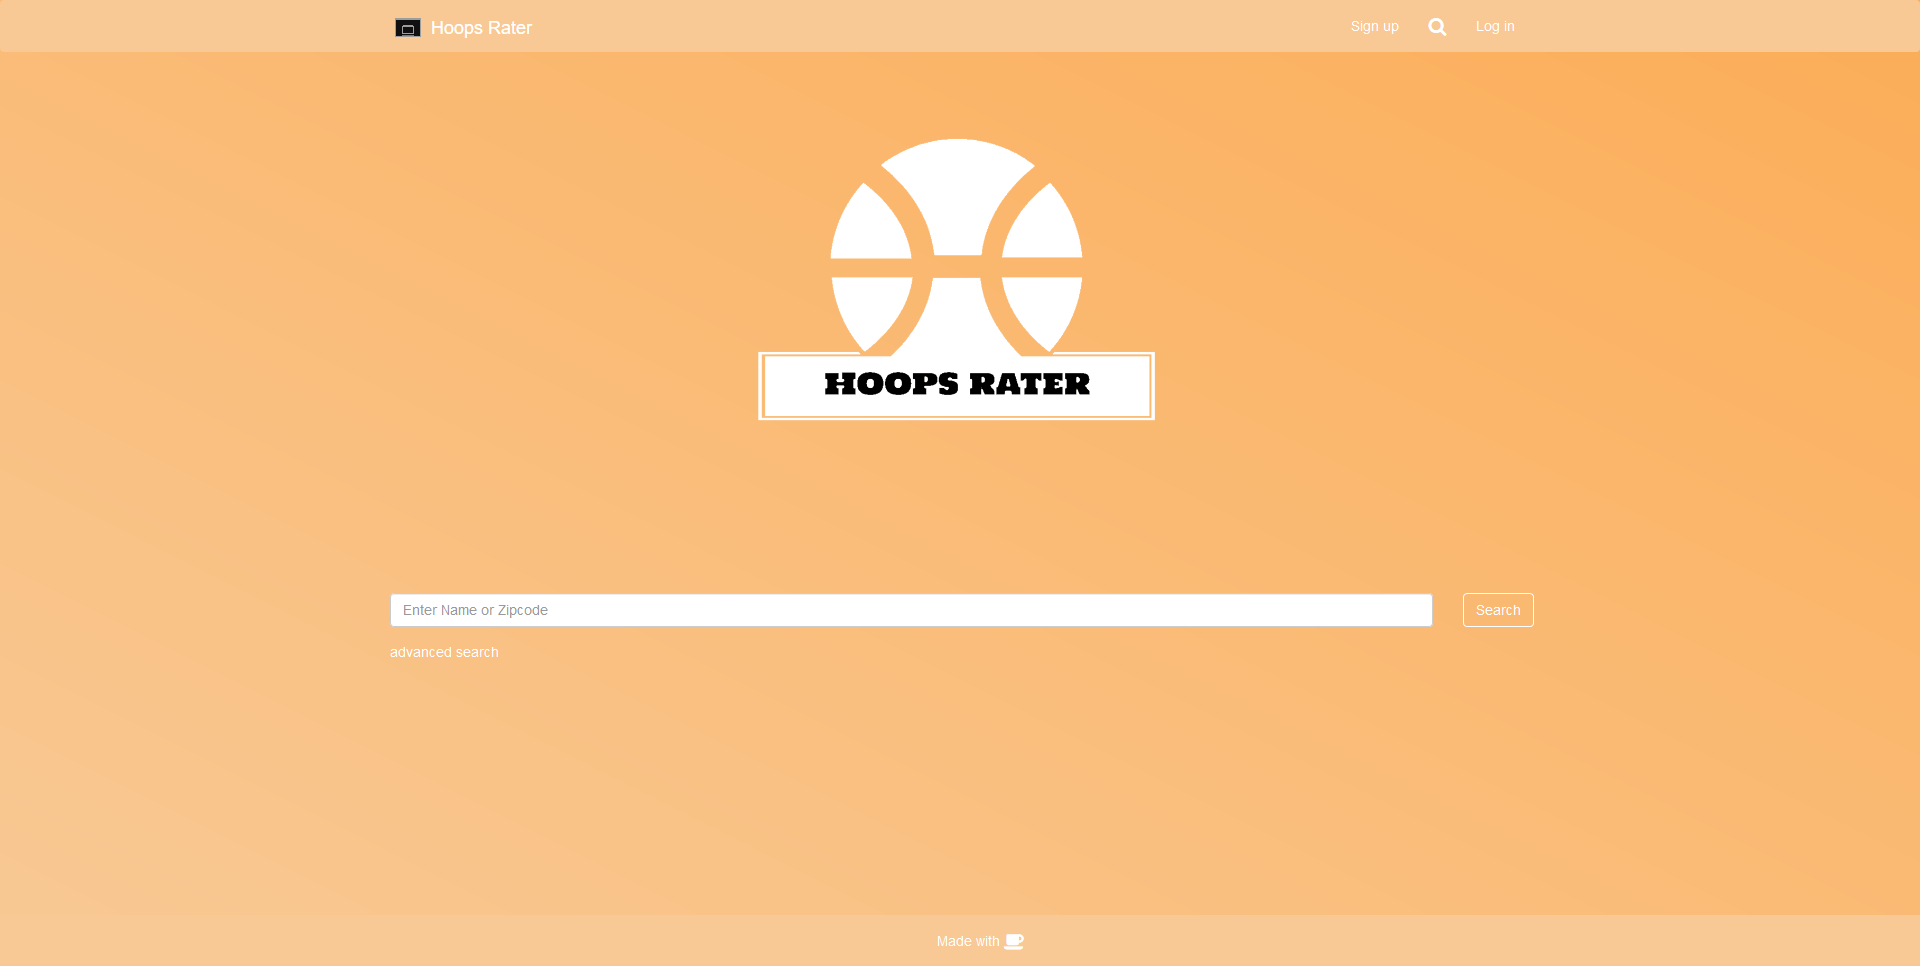 Hoops Rater
Sign up
Log in
HOOPS RATER
Enter Name or Zipcode
Search
advanced search
Made with